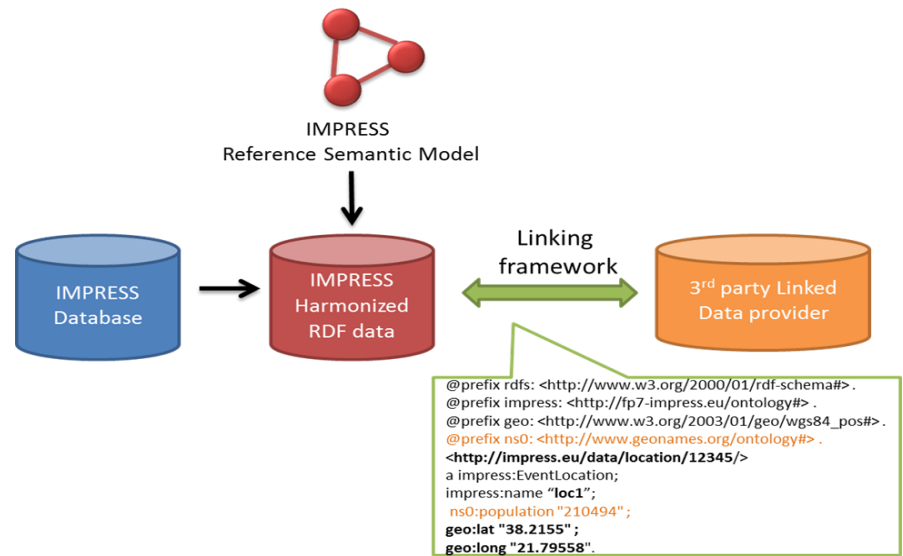 IMPRESS
Reference Semantic Model
IMPRESS
Database
IMPRESS
Harmonized
RDF data
Linking
framework
3rd party Linked
Data provider
@prefix rdfs: <http://www.w3.org/2000/01/rdf-schema#> .
@prefix impress: <http://fp7-impress.eu/ontology#> .
@prefix geo: <http://www.w3.org/2003/01/geo/wgs84_pos#> .
@prefix ns0: <http://www.geonames.org/ontology#> .
<http://impress.eu/data/location/12345/>
a impress:EventLocation;
impress:name “loc1”;
ns0:population "210494" ;
geo:lat "38.2155" ;
geo:long "21.79558".